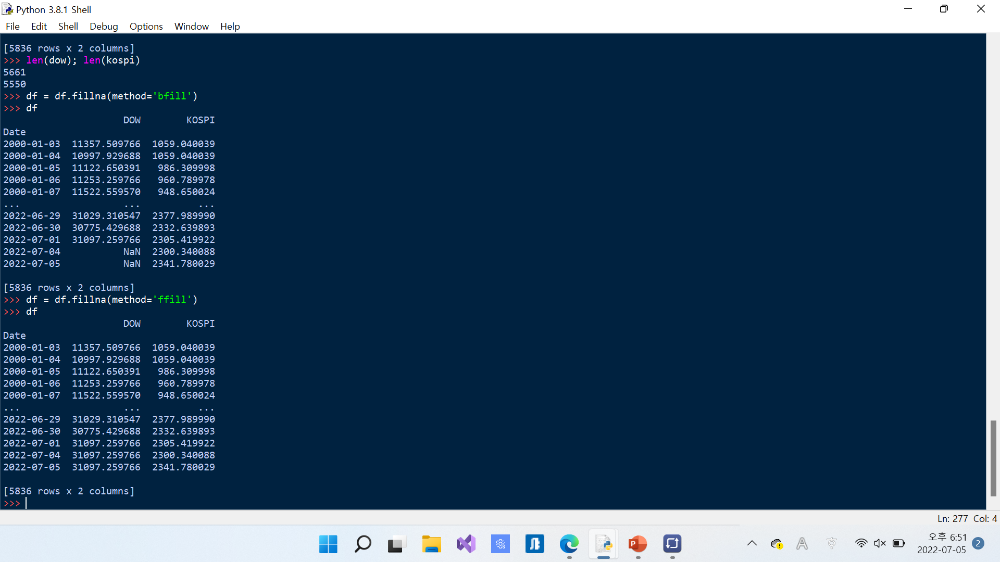 Python 3.8.1 Shell
File Edit Shell Debug Options Window Help
[5836 rows x 2 columns]
>>> len(dow); len(kospi)
5661
5550
>>> df = df.fillna(method='bfill')
>>> df
DOW KOSPI
Date
2000-01-03 11357.509766 1059.040039
2000-01-04 10997.929688 1059.040039
2000-01-05 11122.650391 986.309998
2000-01-06 11253.259766 960.789978
2000-01-07 11522.559570 948.650024
... ... ...
2022-06-29 31029.310547 2377.989990
2022-06-30 30775.429688 2332.639893
2022-07-01 31097.259766 2305.419922
2022-07-04 NaN 2300.340088
2022-07-05 NaN 2341.780029
[5836 rows x 2 columns]
>>> df = df.fillna(method='ffill')
>>> df
DOW KOSPI
Date
2000-01-03 11357.509766 1059.040039
2000-01-04 10997.929688 1059.040039
2000-01-05 11122.650391 986.309998
2000-01-06 11253.259766 960.789978
2000-01-07 11522.559570 948.650024
... ... ...
2022-06-29 31029.310547 2377.989990
2022-06-30 30775.429688 2332.639893
2022-07-01 31097.259766 2305.419922
2022-07-04 31097.259766 2300.340088
2022-07-05 31097.259766 2341.780029
[5836 rows x 2 columns]
>>>
Ln: 277 Col: 4
P
A
오후 6:51
2022-07-05
2